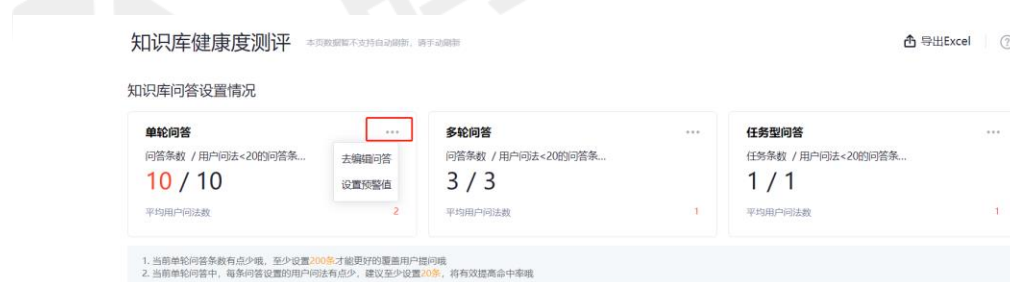 知识库健康度测评 本页数据暂不支持自动刷新，请手动刷新 导出Excel
知识库问答设置情况
单轮问答 ···
问答条数 / 用户问法<20的问答条...
10 / 10
平均用户问法数 2
去编辑问答
设置预警值
多轮问答 ···
问答条数 / 用户问法<20的问答条...
3 / 3
平均用户问法数 1
任务型问答 ···
任务条数 / 用户问法<20的问答条...
1 / 1
平均用户问法数 1
1. 当前单轮问答条数有点少哦，至少设置200条才能更好的覆盖用户提问哦
2. 当前单轮问答中，每条问答设置的用户问法有点少，建议至少设置20条，将有效提高命中率哦